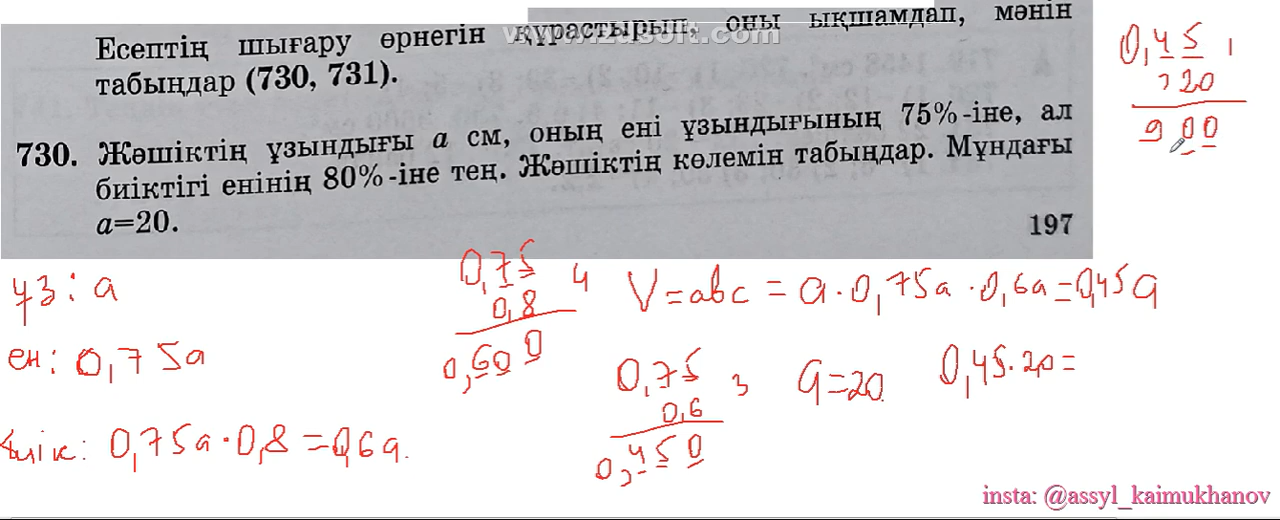 Есептің шығару өрнегін құрастырып, оны ықшамдап, мәнін
табыңдар (730, 731).
730. Жәшіктің ұзындығы a см, оның ені ұзындығының 75%-іне, ал
биіктігі енінің 80%-іне тең. Жәшіктің көлемін табыңдар. Мұндағы
a=20.
197
0,45
20
9,00
ұз: a
ен: 0,75a
0,75a·0,8=0,6a.
0,75 4
0,8
0,600
V=abc=a·0,75a·0,6a=0,45a
0,75 3
0,6
0,450
a=20
0,45·20=
insta: @assyl_kaimukhanov